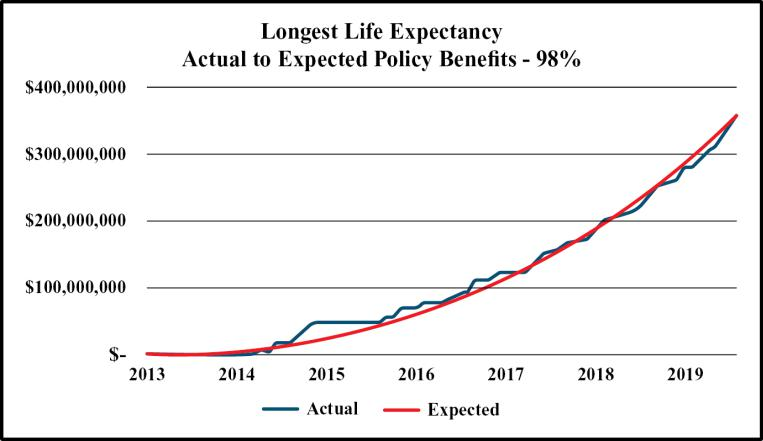 Longest Life Expectancy
Actual to Expected Policy Benefits - 98%
$400,000,000
$300,000,000
$200,000,000
$100,000,000
$-
2013 2014 2015 2016 2017 2018 2019
Actual Expected